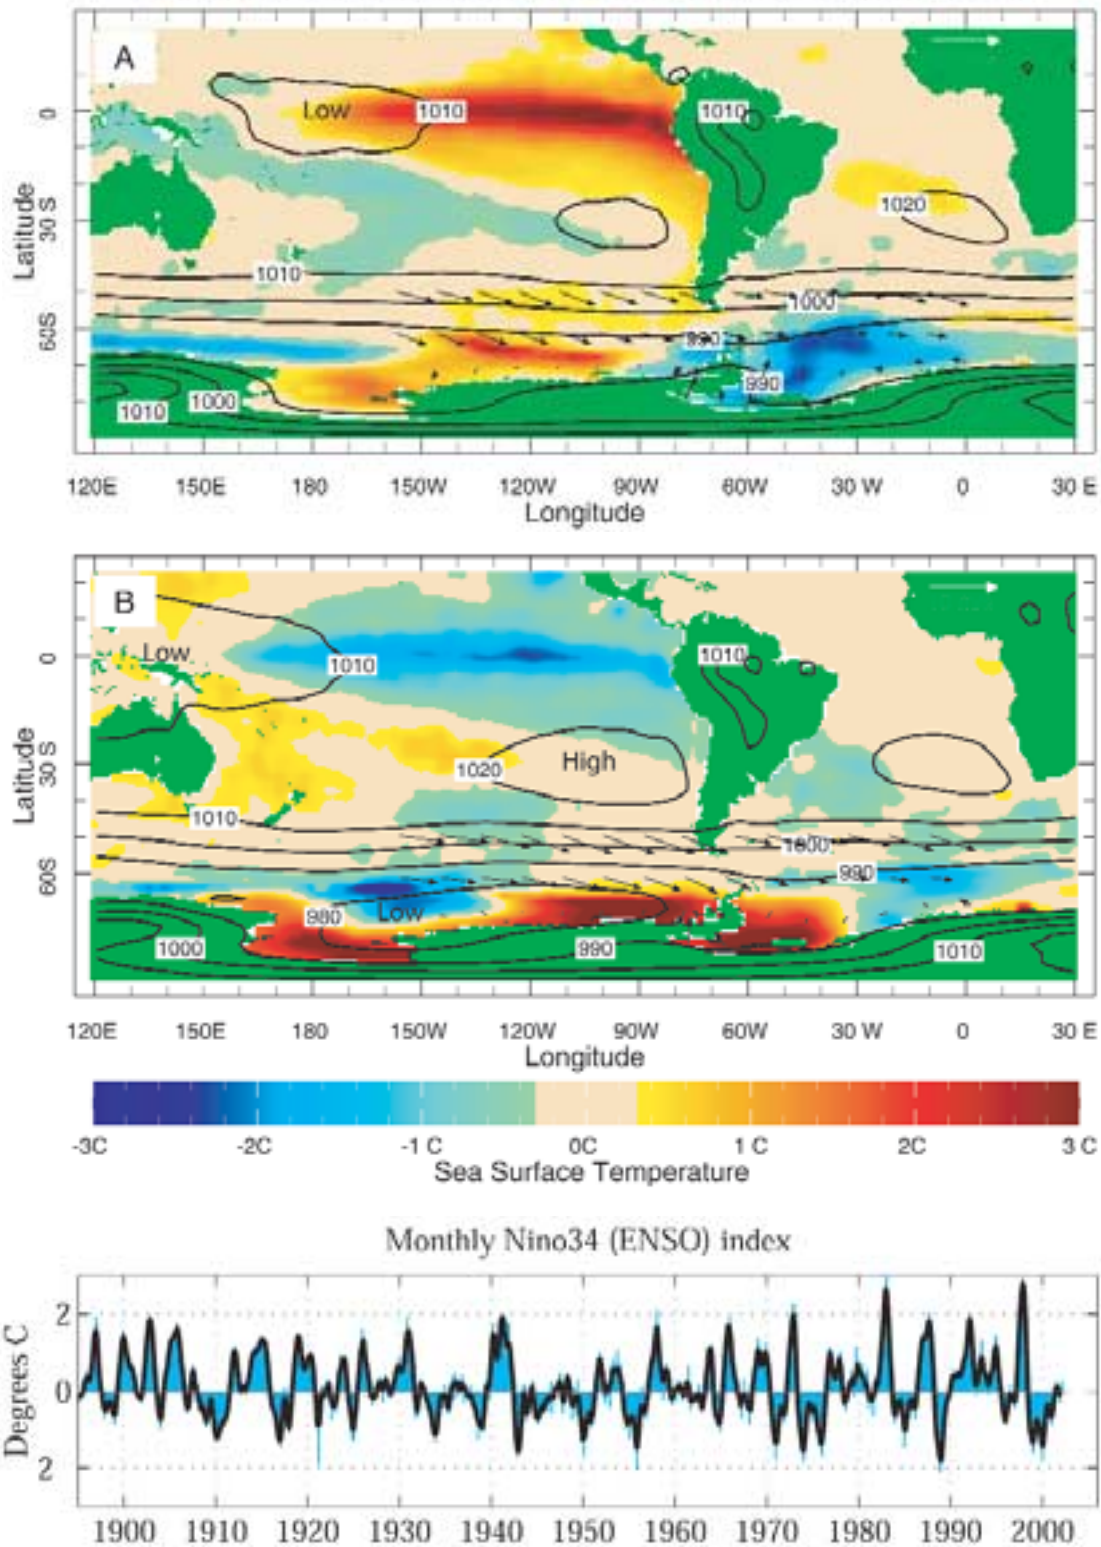 A
Low
1010
1010
1020
1010
1000
990
990
1000
1010
0
30 S
60S
Latitude
120E 150E 180 150W 120W 90W 60W 30 W 0 30 E
Longitude
B
Low
1010
1010
1020
High
1010
1000
990
980
Low
1000
990
1010
0
30S
60S
Latitude
120E 150E 180 150W 120W 90W 60W 30 W 0 30 E
Longitude
-3C -2C -1 C 0C 1 C 2C 3 C
Sea Surface Temperature
Monthly Nino34 (ENSO) index
2
0
2
Degrees C
1900 1910 1920 1930 1940 1950 1960 1970 1980 1990 2000